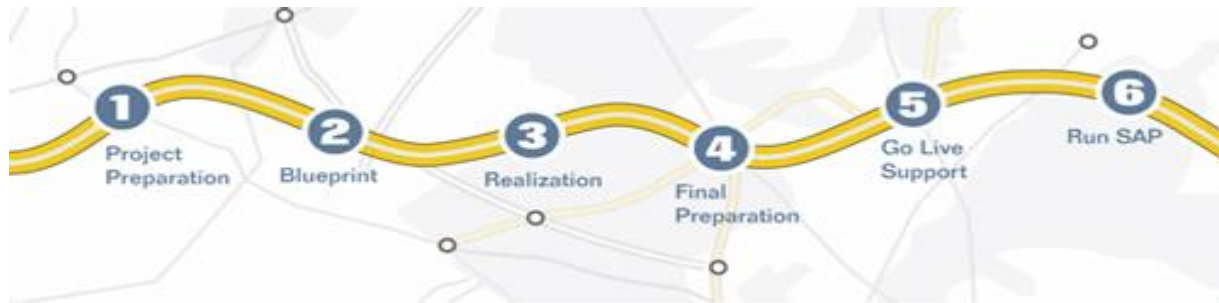 1
Project
Preparation
2
Blueprint
3
Realization
4
Final
Preparation
5
Go Live
Support
6
Run SAP